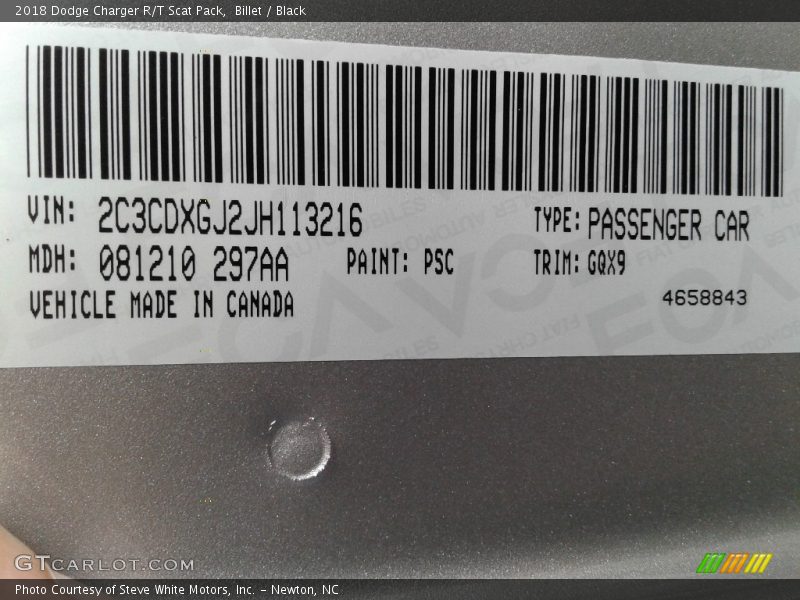 2018 Dodge Charger R/T Scat Pack, Billet / Black
VIN: 2C3CDXGJ2JH113216 TYPE: PASSENGER CAR
MDH: 081210 297AA PAINT: PSC TRIM: GQX9
VEHICLE MADE IN CANADA 4658843
GTCARLOT.COM
Photo Courtesy of Steve White Motors, Inc. – Newton, NC